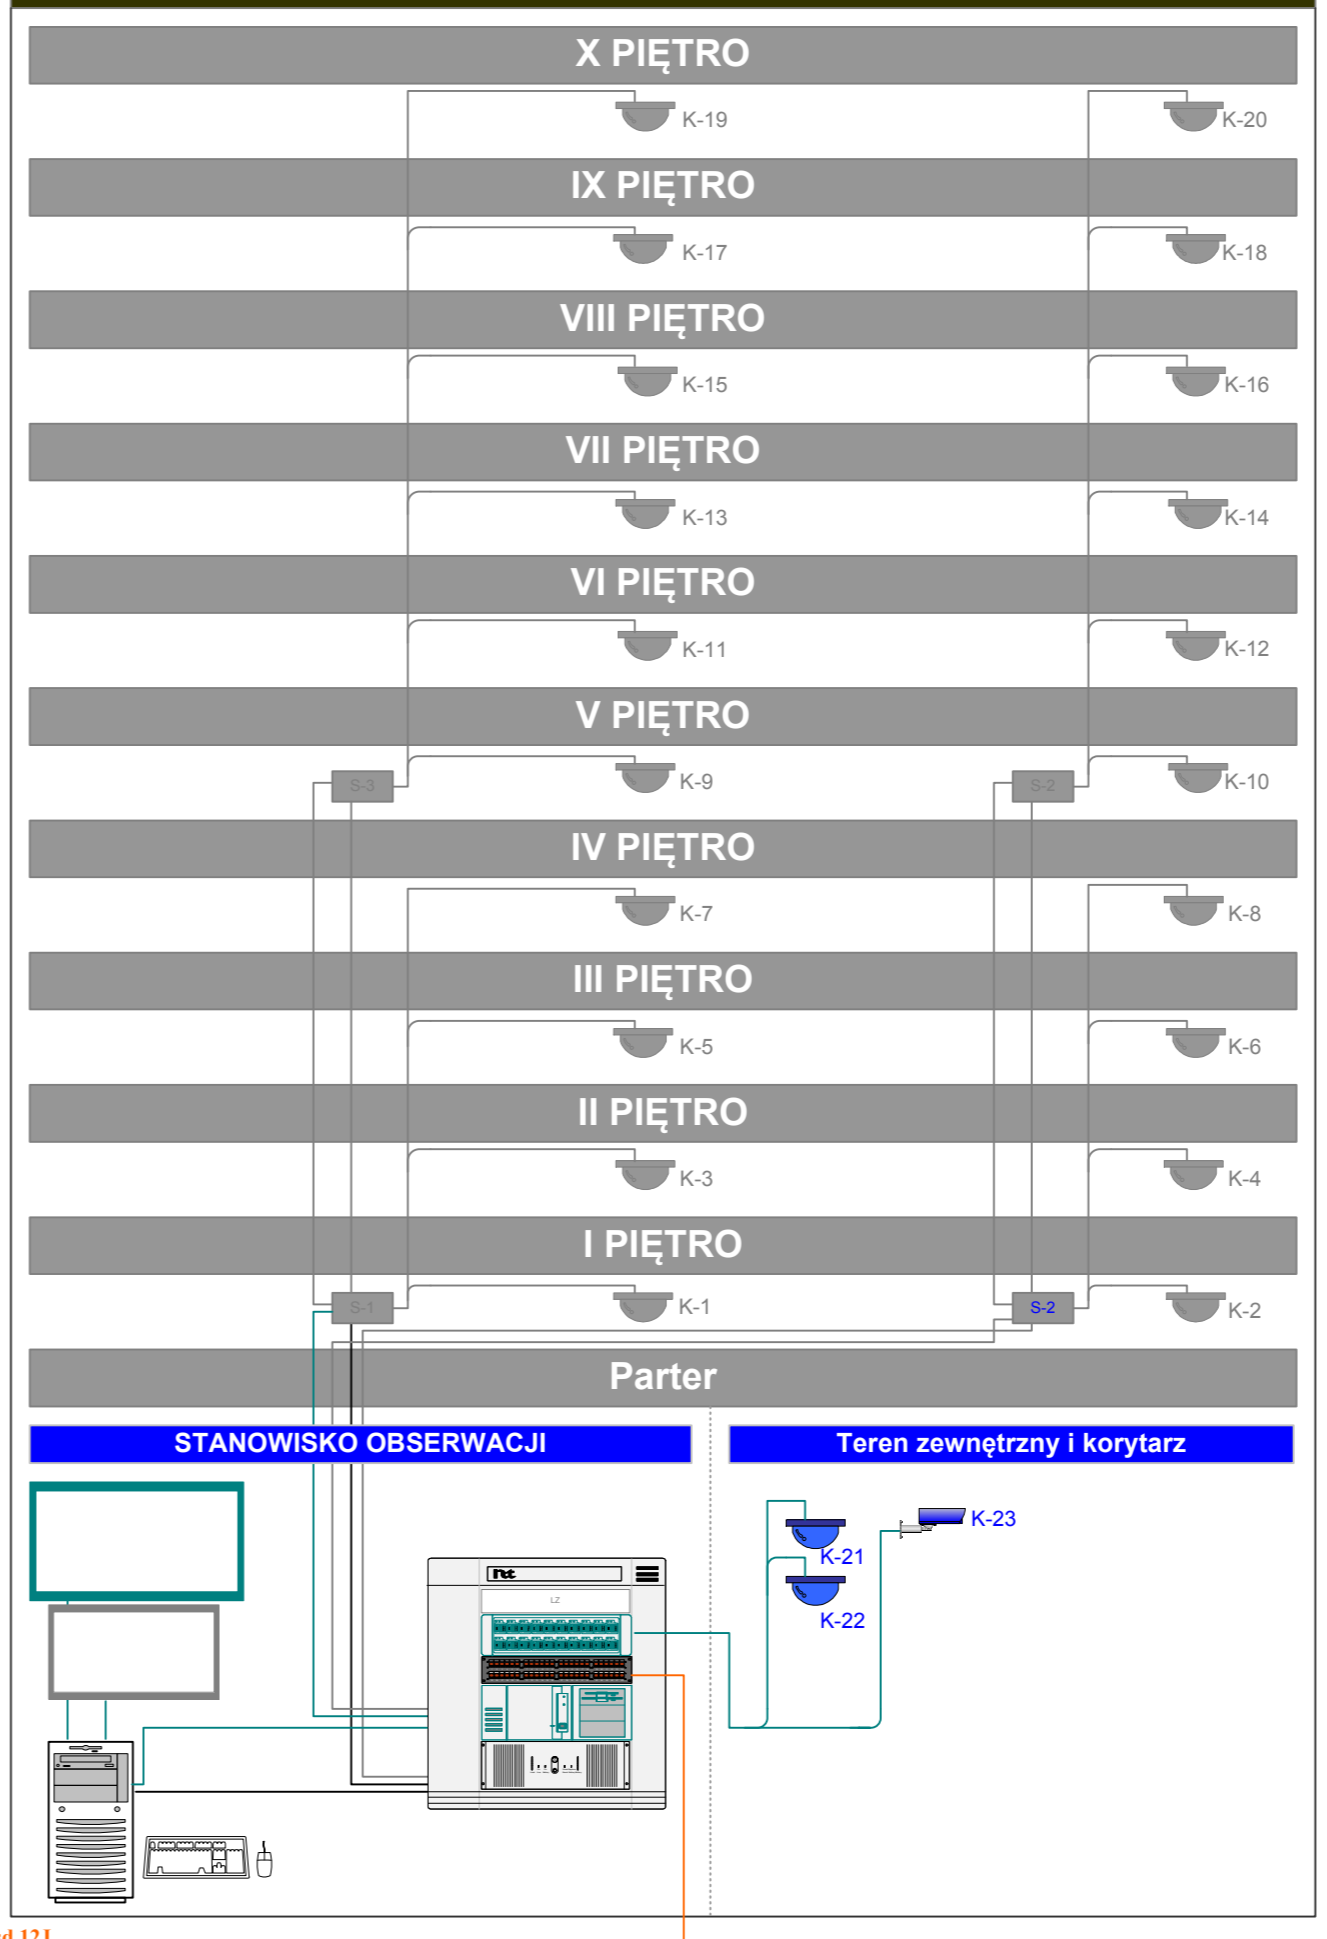 X PIĘTRO
K-19
K-20
IX PIĘTRO
K-17
K-18
VIII PIĘTRO
K-15
K-16
VII PIĘTRO
K-13
K-14
VI PIĘTRO
K-11
K-12
V PIĘTRO
S-3
K-9
S-2
K-10
IV PIĘTRO
K-7
K-8
III PIĘTRO
K-5
K-6
II PIĘTRO
K-3
K-4
I PIĘTRO
S-1
K-1
S-2
K-2
Parter
STANOWISKO OBSERWACJI
Teren zewnętrzny i korytarz
K-23
K-21
K-22
LZ